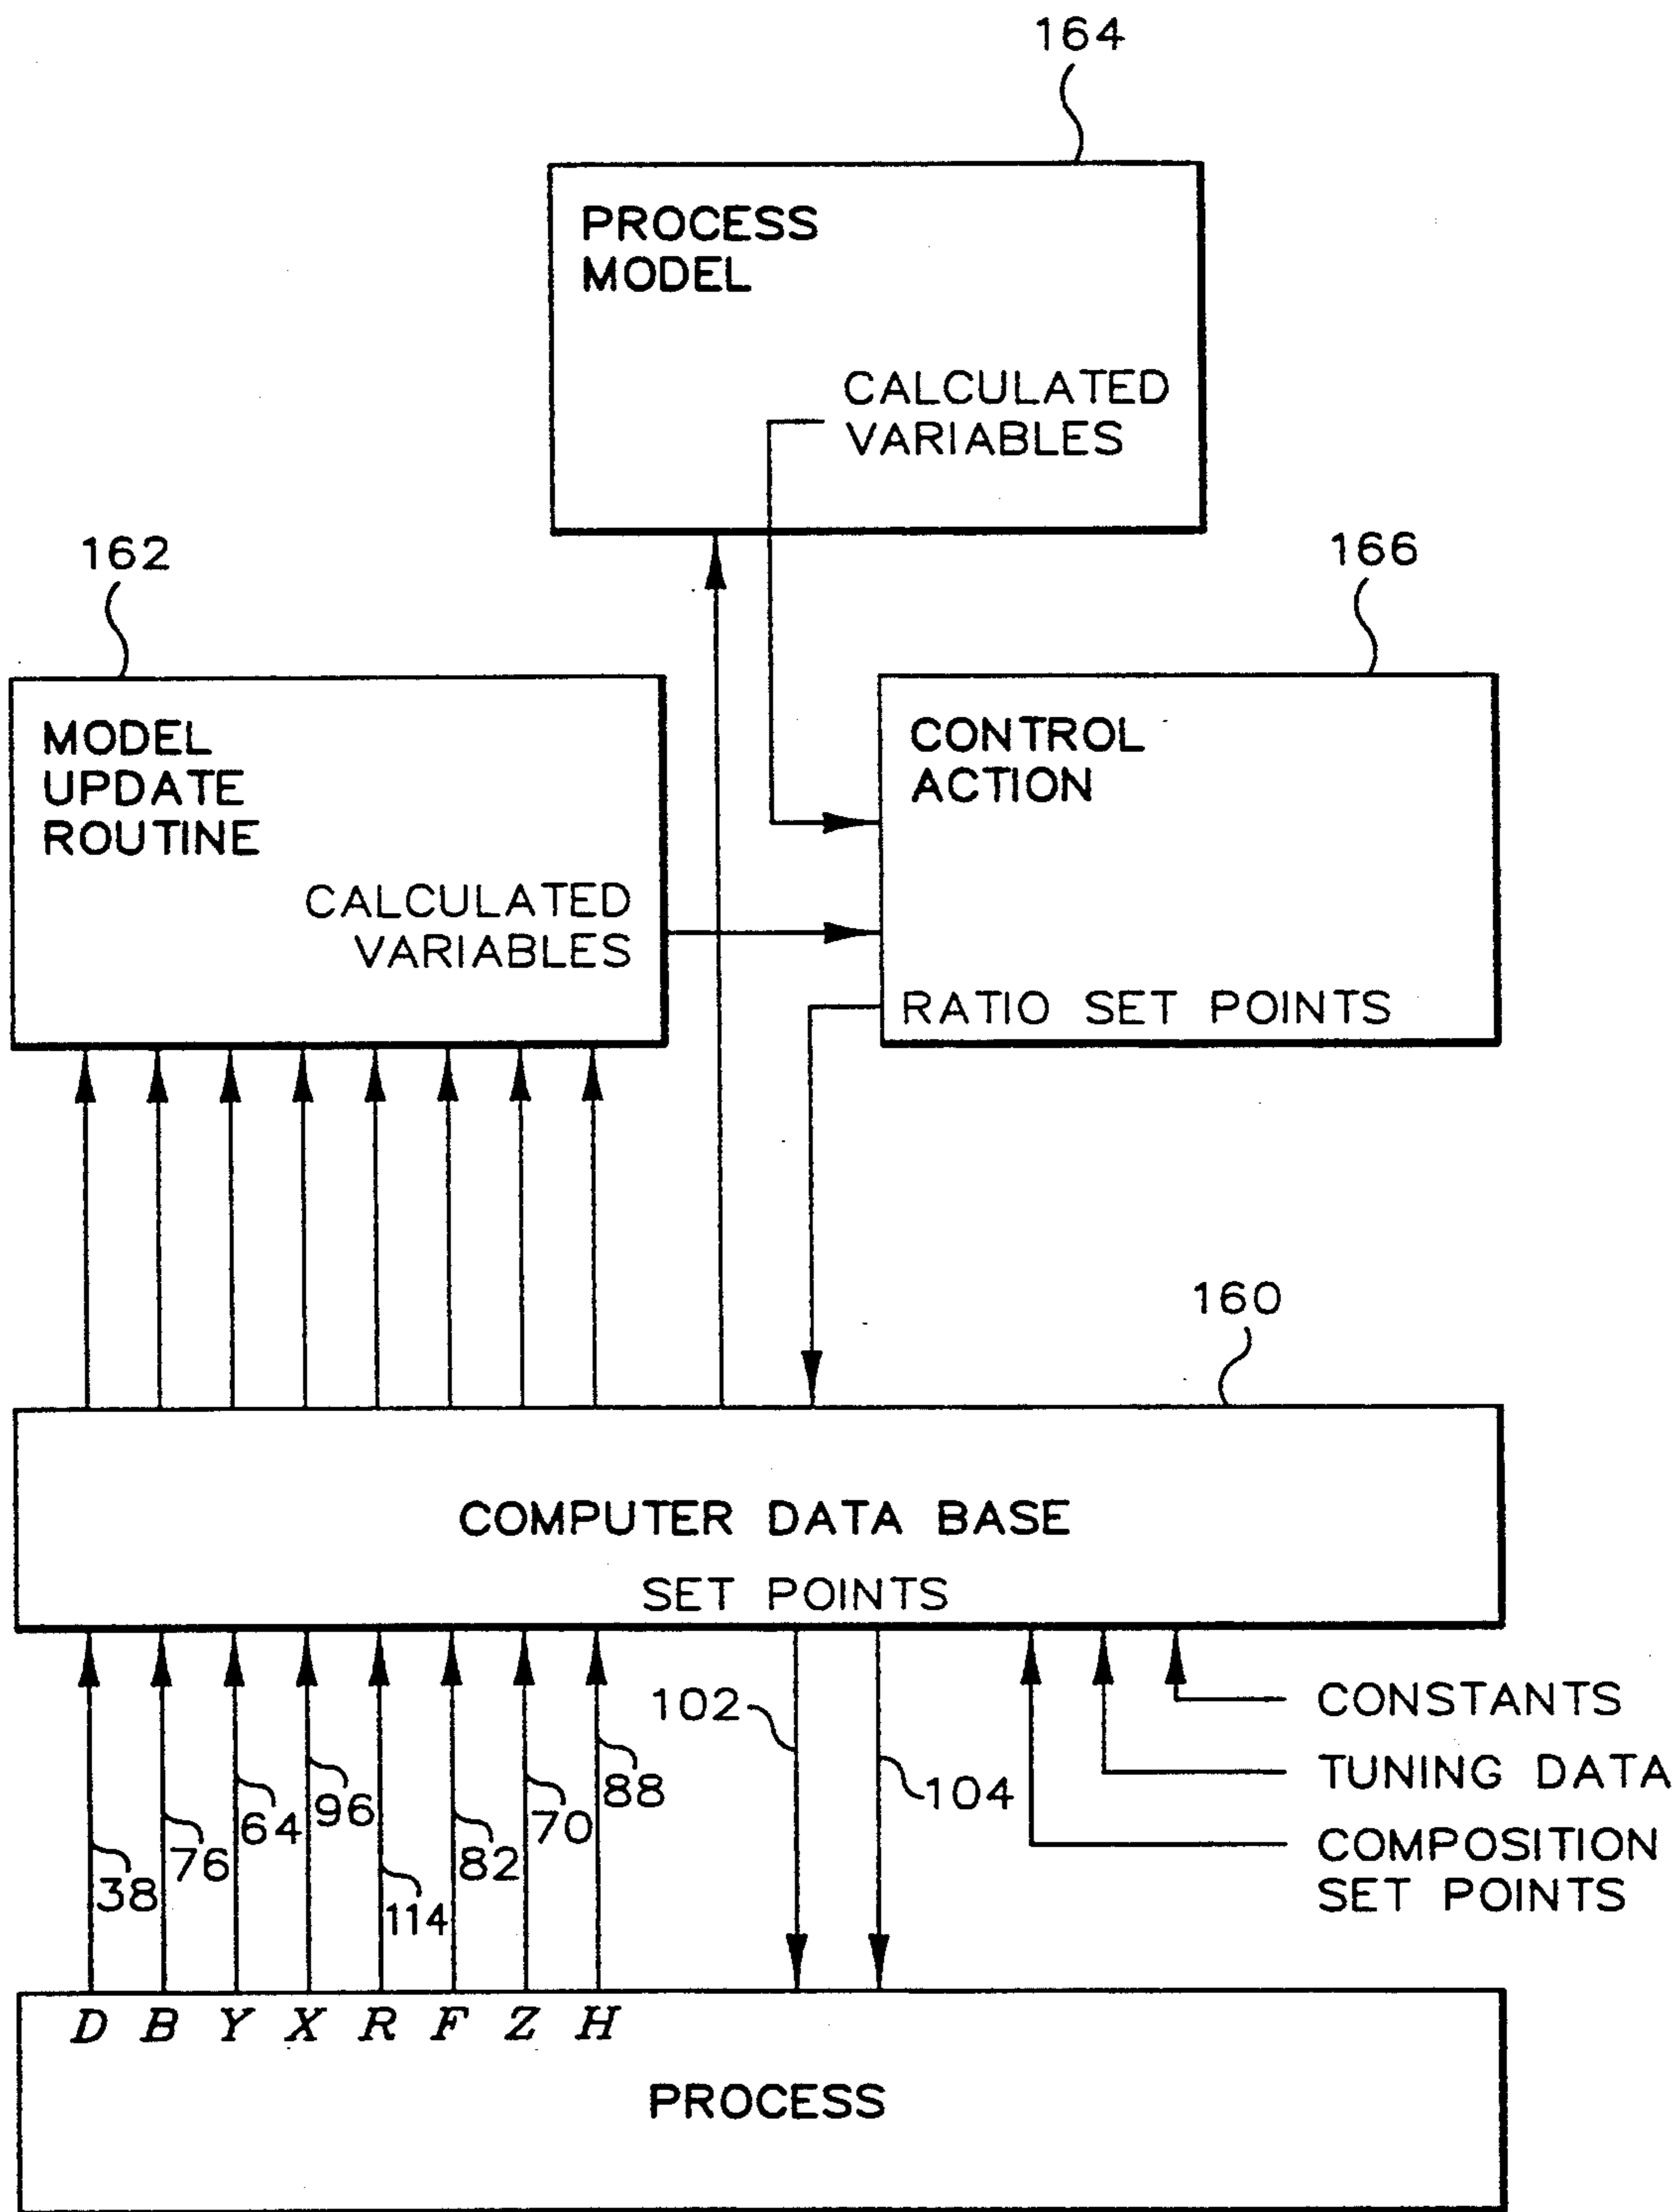 164
PROCESS
MODEL
CALCULATED
VARIABLES
162
166
MODEL
UPDATE
ROUTINE
CALCULATED
VARIABLES
CONTROL
ACTION
RATIO SET POINTS
160
COMPUTER DATA BASE
SET POINTS
102
104
CONSTANTS
TUNING DATA
COMPOSITION
SET POINTS
38
76
64
96
114
82
70
88
D B Y X R F Z H
PROCESS